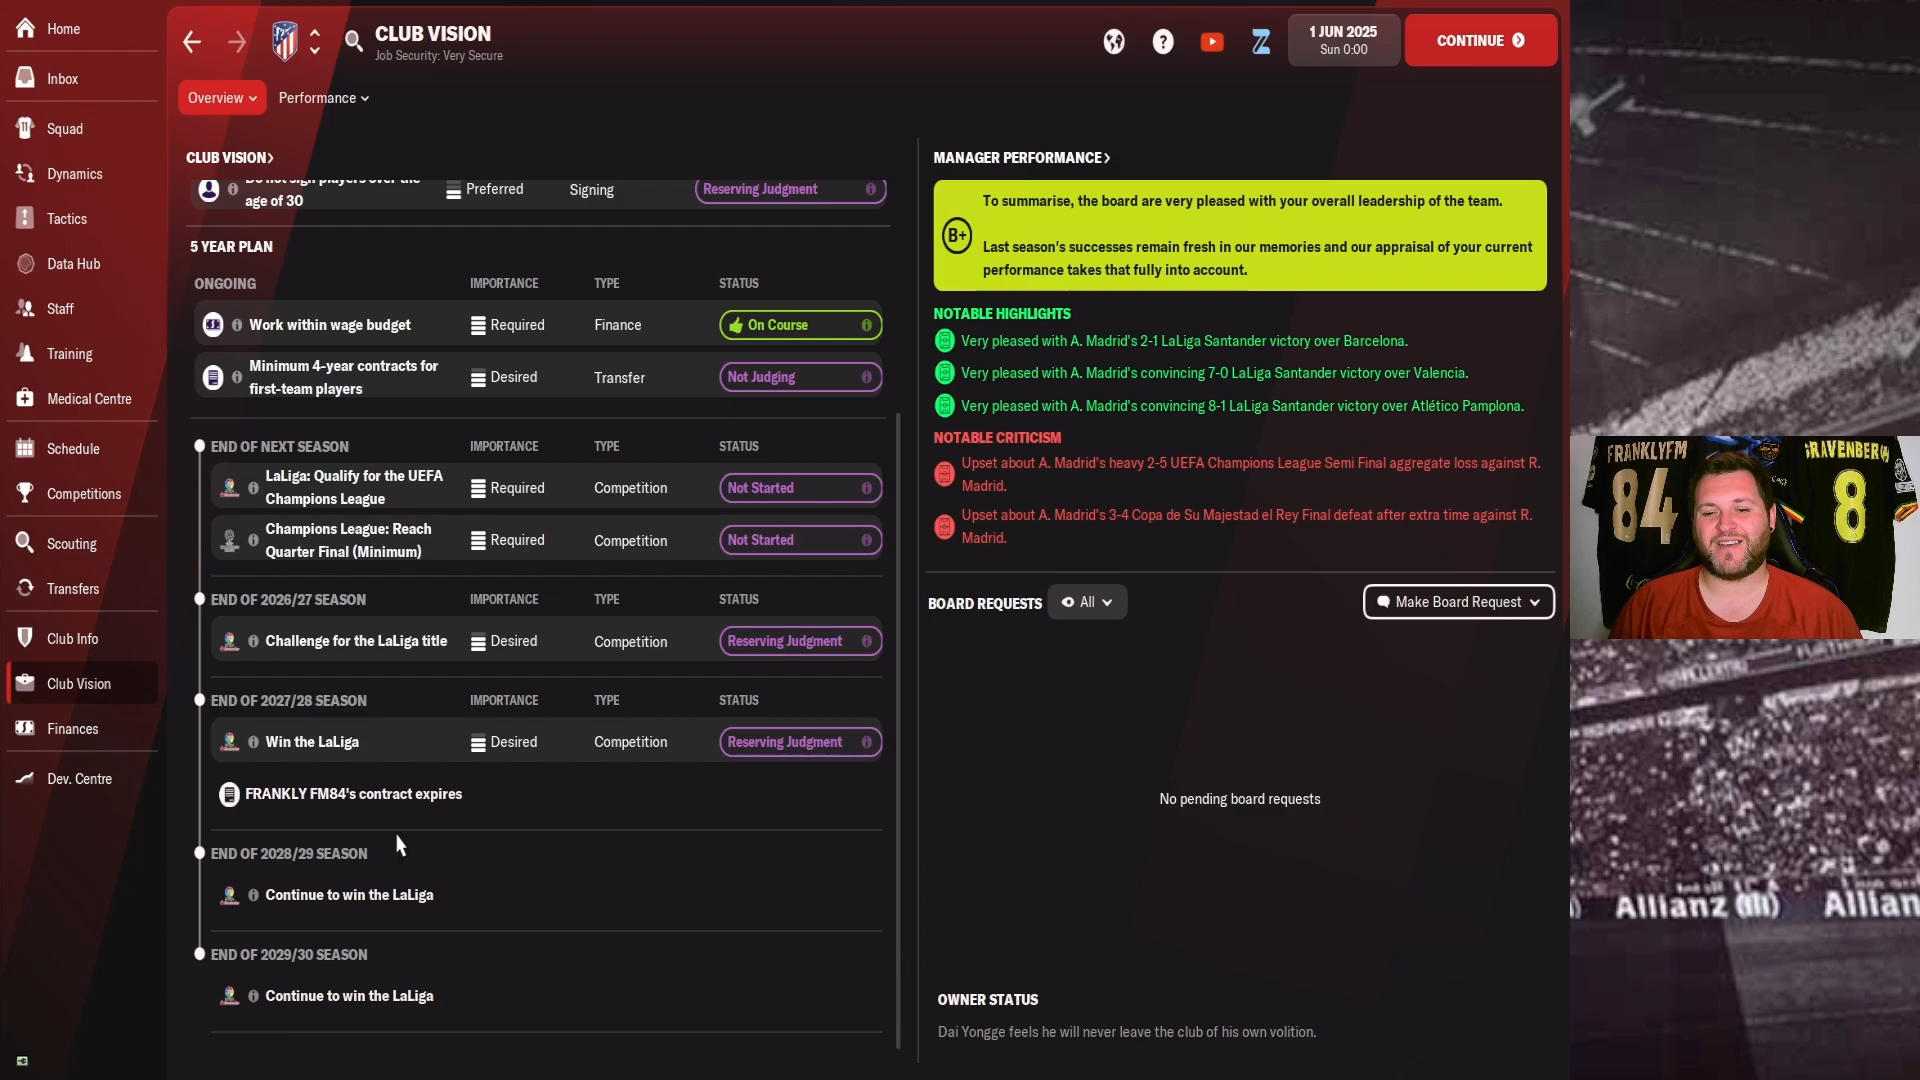 Home
Inbox
Squad
Dynamics
Tactics
Data Hub
Staff
Training
Medical Centre
Schedule
Competitions
Scouting
Transfers
Club Info
Club Vision
Finances
Dev. Centre
CLUB VISION
Job Security: Very Secure
1 JUN 2025
Sun 0:00
CONTINUE
Overview
Performance
CLUB VISION
Do not sign players over the
age of 30
Preferred
Signing
Reserving Judgment
5 YEAR PLAN
ONGOING IMPORTANCE TYPE STATUS
Work within wage budget Required Finance On Course
Minimum 4-year contracts for
first-team players
Desired Transfer Not Judging
END OF NEXT SEASON IMPORTANCE TYPE STATUS
LaLiga: Qualify for the UEFA
Champions League
Required Competition Not Started
Champions League: Reach
Quarter Final (Minimum)
Required Competition Not Started
END OF 2026/27 SEASON IMPORTANCE TYPE STATUS
Challenge for the LaLiga title Desired Competition Reserving Judgment
END OF 2027/28 SEASON IMPORTANCE TYPE STATUS
Win the LaLiga Desired Competition Reserving Judgment
FRANKLY FM84's contract expires
END OF 2028/29 SEASON
Continue to win the LaLiga
END OF 2029/30 SEASON
Continue to win the LaLiga
MANAGER PERFORMANCE
B+
To summarise, the board are very pleased with your overall leadership of the team.
Last season's successes remain fresh in our memories and our appraisal of your current
performance takes that fully into account.
NOTABLE HIGHLIGHTS
Very pleased with A. Madrid's 2-1 LaLiga Santander victory over Barcelona.
Very pleased with A. Madrid's convincing 7-0 LaLiga Santander victory over Valencia.
Very pleased with A. Madrid's convincing 8-1 LaLiga Santander victory over Atlético Pamplona.
NOTABLE CRITICISM
Upset about A. Madrid's heavy 2-5 UEFA Champions League Semi Final aggregate loss against R.
Madrid.
Upset about A. Madrid's 3-4 Copa de Su Majestad el Rey Final defeat after extra time against R.
Madrid.
BOARD REQUESTS
All
Make Board Request
No pending board requests
OWNER STATUS
Dai Yongge feels he will never leave the club of his own volition.
FRANKLYFM
84
GRAVENBERCH
8
Allianz
Allian